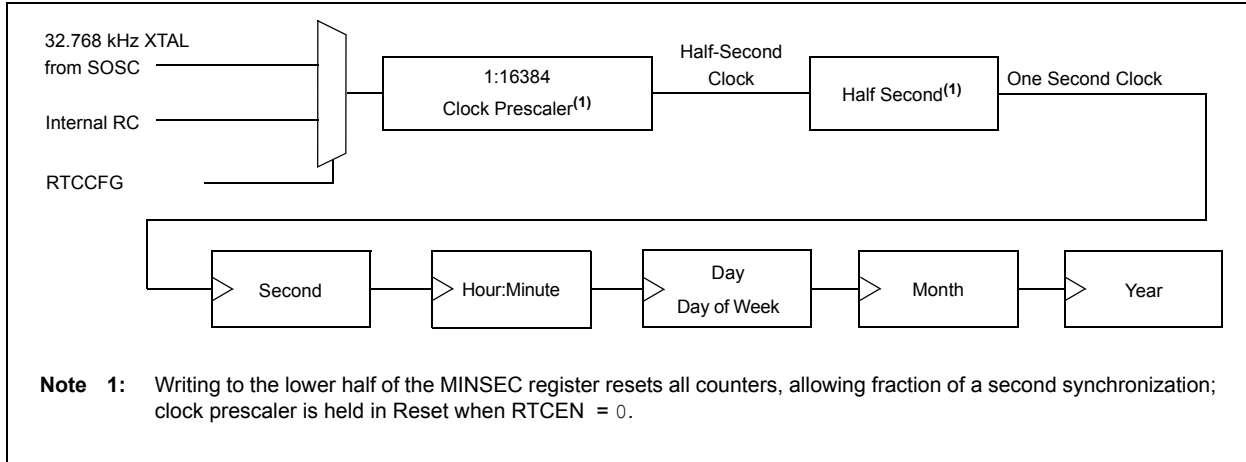 32.768 kHz XTAL
from SOSC
Internal RC
RTCCFG
1:16384
Clock Prescaler(1)
Half-Second
Clock
Half Second(1)
One Second Clock
Second
Hour:Minute
Day
Day of Week
Month
Year
Note 1: Writing to the lower half of the MINSEC register resets all counters, allowing fraction of a second synchronization;
clock prescaler is held in Reset when RTCEN = 0.